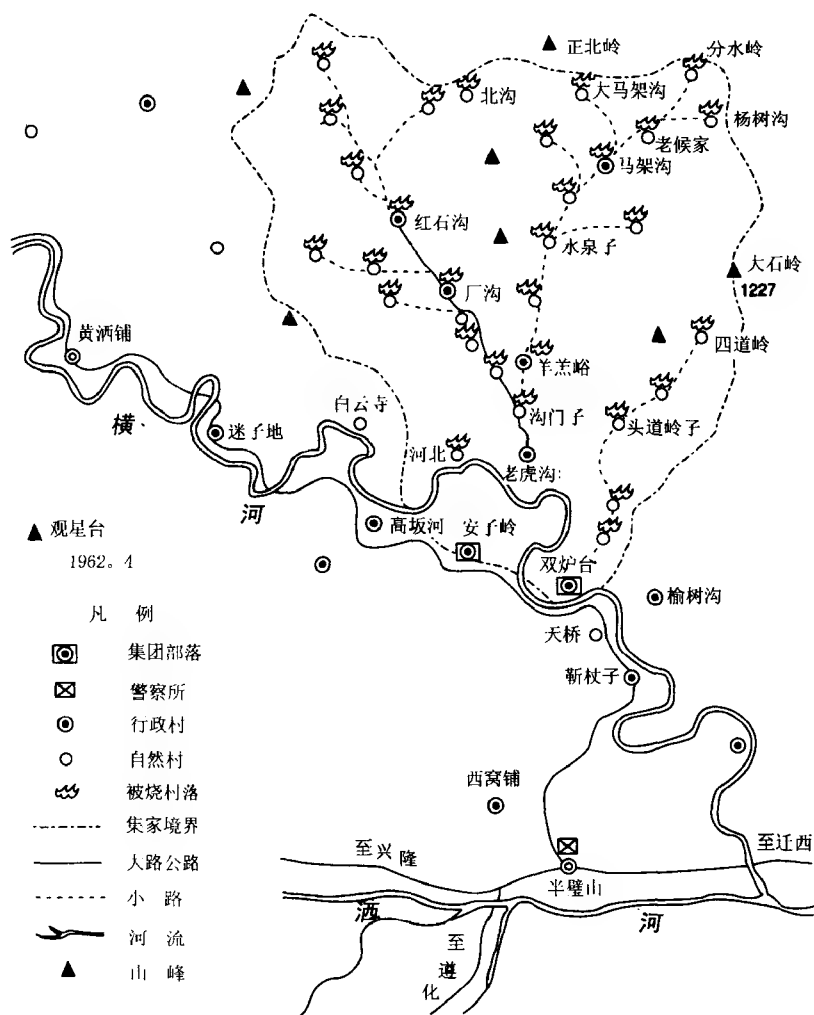 正北岭
分水岭
北沟
大马架沟
杨树沟
老候家
马架沟
红石沟
水泉子
大石岭
1227
厂沟
黄洒铺
羊羔峪
四道岭
白云寺
沟门子
头道岭子
横
迷子地
河北
老虎沟
河
高坂河
安子岭
观星台
1962。4
双炉台
榆树沟
天桥
靳杖子
凡 例
集团部落
警察所
行政村
自然村
被烧村落
集家境界
大路公路
小 路
河 流
山 峰
西窝铺
至兴隆
至迁西
半壁山
洒
河
至遵化